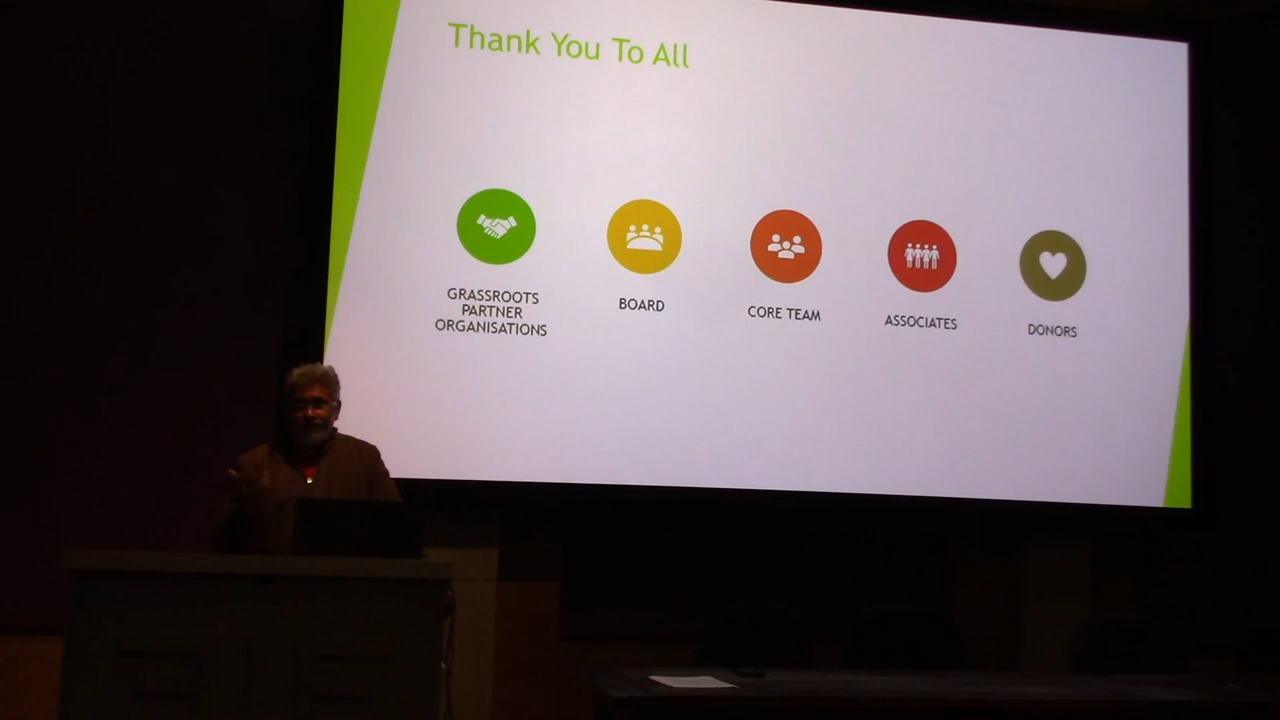 Thank You To All
GRASSROOTS
PARTNER
ORGANISATIONS
BOARD
CORE TEAM
ASSOCIATES
DONORS